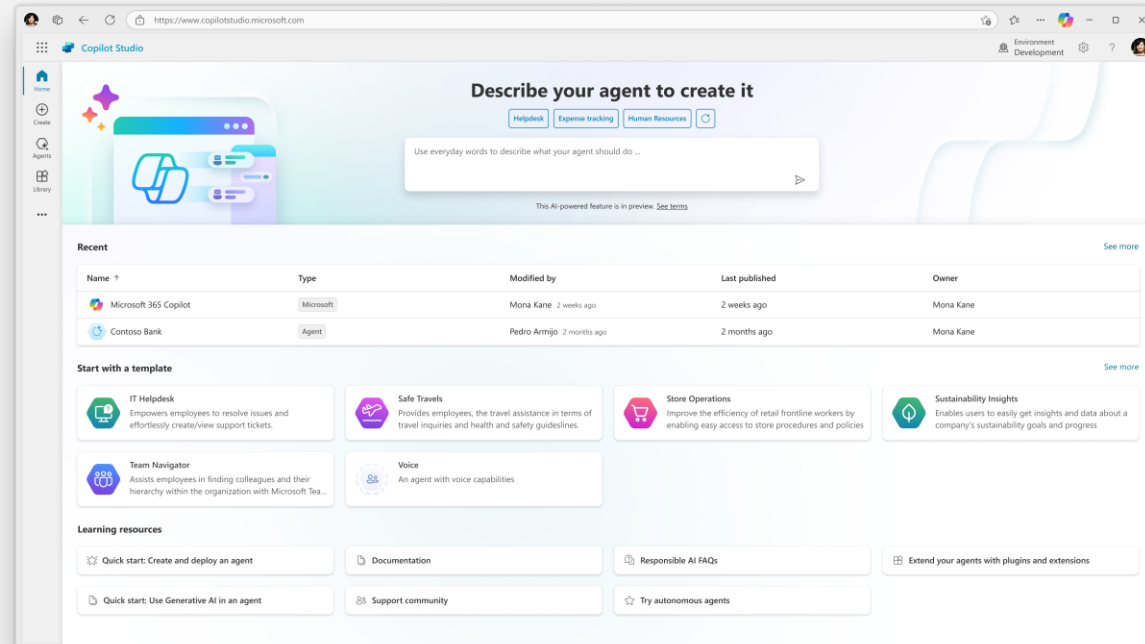 https://www.copilotstudio.microsoft.com
Copilot Studio
Environment
Development
?
Home
Create
Agents
Library
Describe your agent to create it
Helpdesk
Expense tracking
Human Resources
Use everyday words to describe what your agent should do ...
This AI-powered feature is in preview. See terms
Recent
See more
Name ↑
Type
Modified by
Last published
Owner
Microsoft 365 Copilot
Microsoft
Mona Kane 2 weeks ago
2 weeks ago
Mona Kane
Contoso Bank
Agent
Pedro Armijo 2 months ago
2 months ago
Mona Kane
Start with a template
See more
IT Helpdesk
Empowers employees to resolve issues and
effortlessly create/view support tickets.
Safe Travels
Provides employees, the travel assistance in terms of
travel inquiries and health and safety guideslines.
Store Operations
Improve the efficiency of retail frontline workers by
enabling easy access to store procedures and policies
Sustainability Insights
Enables users to easily get insights and data about a
company's sustainability goals and progress
Team Navigator
Assists employees in finding colleagues and their
hierarchy within the organization with Microsoft Tea...
Voice
An agent with voice capabilities
Learning resources
Quick start: Create and deploy an agent
Documentation
Responsible AI FAQs
Extend your agents with plugins and extensions
Quick start: Use Generative AI in an agent
Support community
Try autonomous agents